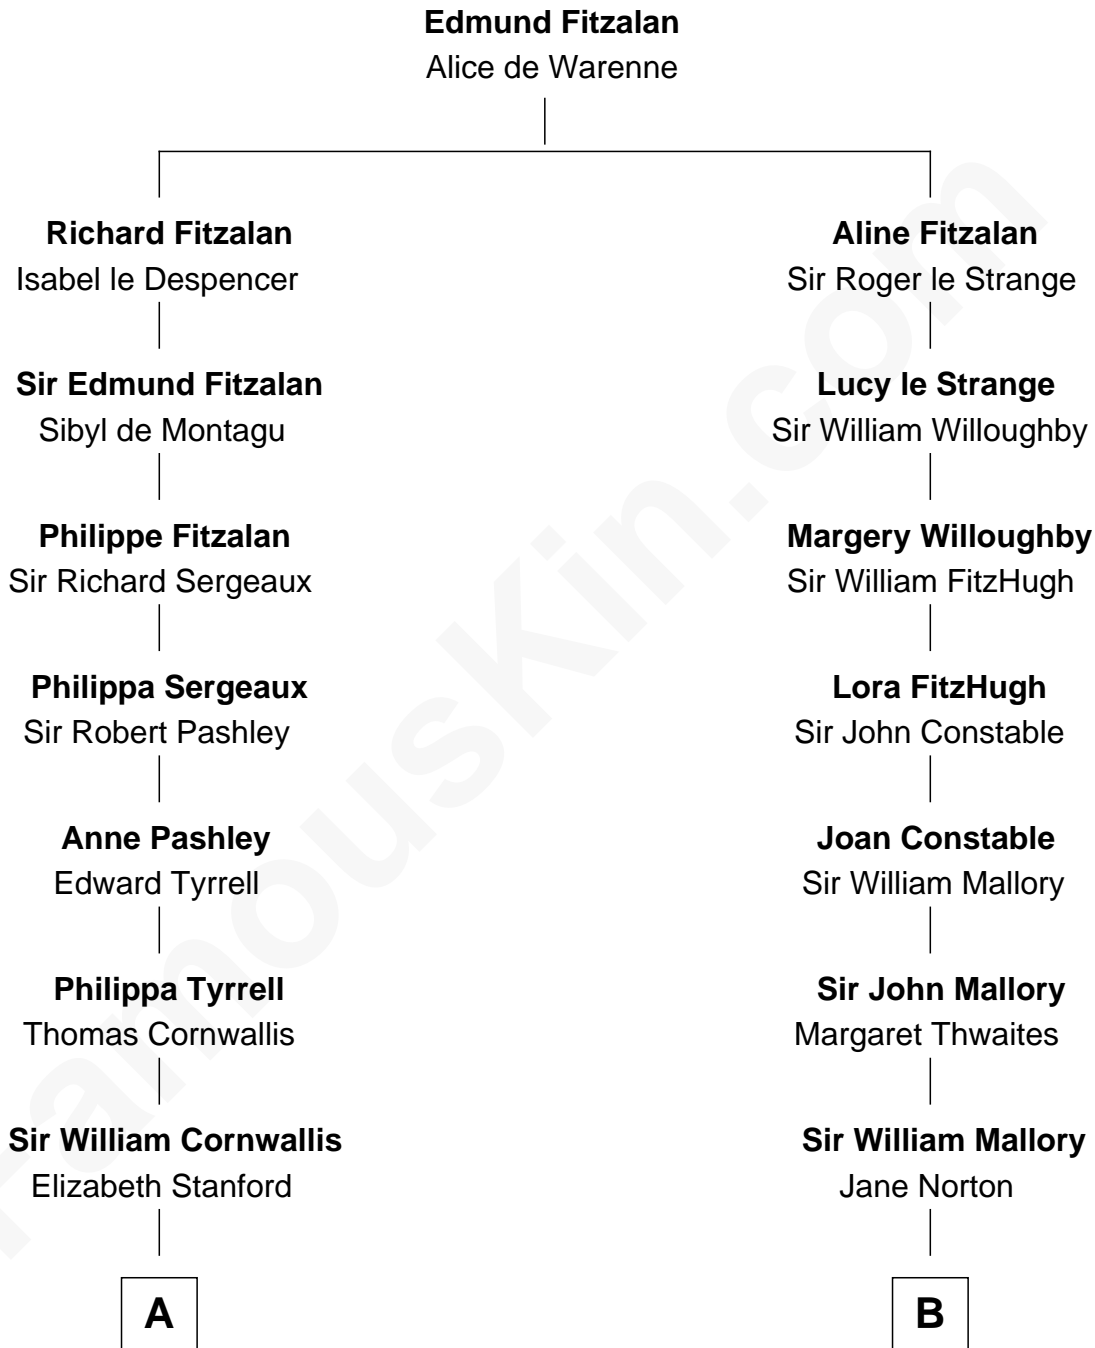 Edmund Fitzalan
Alice de Warenne
Richard Fitzalan
Isabel le Despencer
Aline Fitzalan
Sir Roger le Strange
Sir Edmund Fitzalan
Sibyl de Montagu
Lucy le Strange
Sir William Willoughby
Philippe Fitzalan
Sir Richard Sergeaux
Margery Willoughby
Sir William FitzHugh
Philippa Sergeaux
Sir Robert Pashley
Lora FitzHugh
Sir John Constable
Anne Pashley
Edward Tyrrell
Joan Constable
Sir William Mallory
Philippa Tyrrell
Thomas Cornwallis
Sir John Mallory
Margaret Thwaites
Sir William Cornwallis
Elizabeth Stanford
Sir William Mallory
Jane Norton
A
B
FamousKin.com